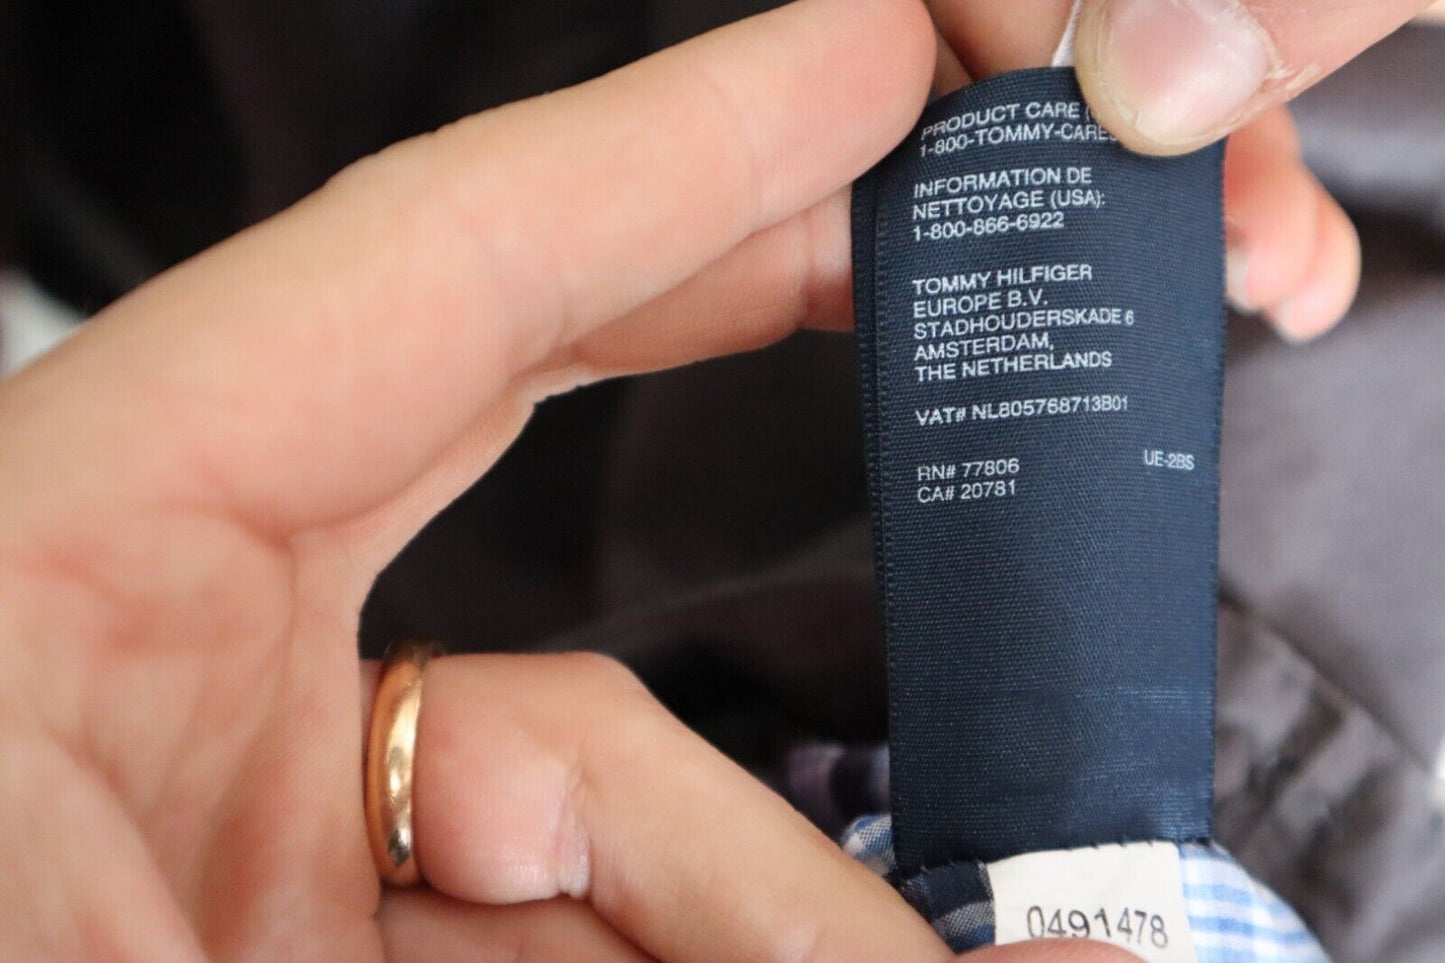 PRODUCT CARE
1-800-TOMMY-CARES
INFORMATION DE
NETTOYAGE (USA):
1-800-866-6922
TOMMY HILFIGER
EUROPE B.V.
STADHOUDERSKADE 6
AMSTERDAM,
THE NETHERLANDS
VAT# NL805768713B01
RN# 77806
CA# 20781
UE-2BS
0491478